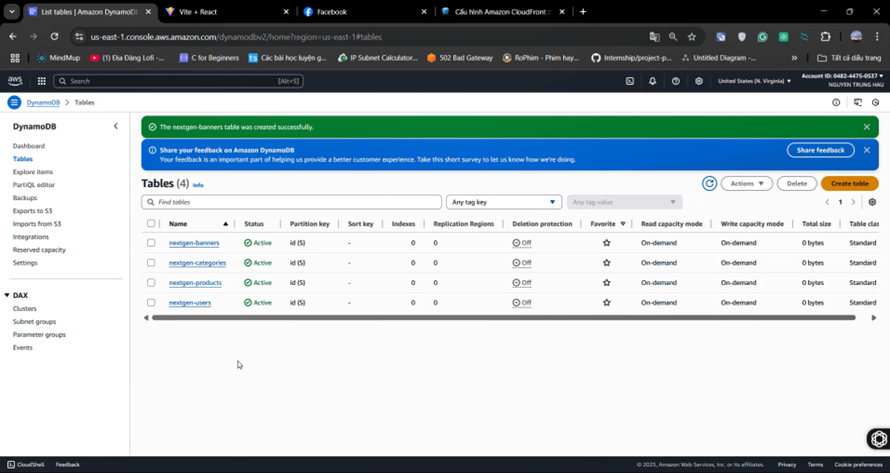 List tables | Amazon DynamoDB
Vite + React
Facebook
Cấu hình Amazon CloudFront ::
us-east-1.console.aws.amazon.com/dynamodbv2/home?region=us-east-1#tables
MindMup
(1) Địa Đàng Lofi -...
C for Beginners
Các bài học luyện g...
IP Subnet Calculator...
502 Bad Gateway
RoPhim - Phim hay...
Internship/project-p...
Untitled Diagram -...
Tất cả dấu trang
aws
Search
[Alt+S]
United States (N. Virginia)
Account ID: 0482-4475-0537
NGUYEN TRUNG HAU
DynamoDB
Tables
DynamoDB
Dashboard
Tables
Explore items
PartiQL editor
Backups
Exports to S3
Imports from S3
Integrations
Reserved capacity
Settings
DAX
Clusters
Subnet groups
Parameter groups
Events
The nextgen-banners table was created successfully.
Share your feedback on Amazon DynamoDB
Your feedback is an important part of helping us provide a better customer experience. Take this short survey to let us know how we're doing.
Share feedback
Tables (4) Info
Actions
Delete
Create table
Find tables
Any tag key
Any tag value
1
Name Status Partition key Sort key Indexes Replication Regions Deletion protection Favorite Read capacity mode Write capacity mode Total size Table class
nextgen-banners Active id (S) - 0 0 Off On-demand On-demand 0 bytes Standard
nextgen-categories Active id (S) - 0 0 Off On-demand On-demand 0 bytes Standard
nextgen-products Active id (S) - 0 0 Off On-demand On-demand 0 bytes Standard
nextgen-users Active id (S) - 0 0 Off On-demand On-demand 0 bytes Standard
CloudShell
Feedback
© 2025, Amazon Web Services, Inc. or its affiliates.
Privacy
Terms
Cookie preferences